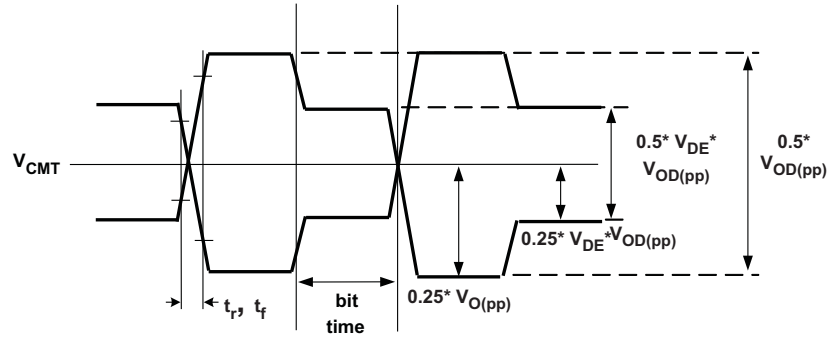 V_CMT
0.5* V_DE*
V_OD(pp)
0.5*
V_OD(pp)
0.25* V_DE*V_OD(pp)
0.25* V_O(pp)
t_r, t_f
bit
time